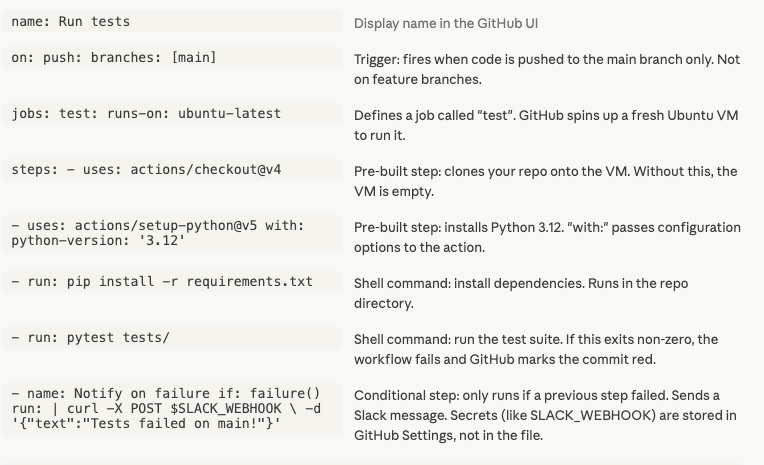 name: Run tests
Display name in the GitHub UI
on: push: branches: [main]
Trigger: fires when code is pushed to the main branch only. Not
on feature branches.
jobs: test: runs-on: ubuntu-latest
Defines a job called "test". GitHub spins up a fresh Ubuntu VM
to run it.
steps: - uses: actions/checkout@v4
Pre-built step: clones your repo onto the VM. Without this, the
VM is empty.
- uses: actions/setup-python@v5 with:
python-version: '3.12'
Pre-built step: installs Python 3.12. "with:" passes configuration
options to the action.
- run: pip install -r requirements.txt
Shell command: install dependencies. Runs in the repo
directory.
- run: pytest tests/
Shell command: run the test suite. If this exits non-zero, the
workflow fails and GitHub marks the commit red.
- name: Notify on failure if: failure()
run: | curl -X POST $SLACK_WEBHOOK \ -d
'{"text":"Tests failed on main!"}'
Conditional step: only runs if a previous step failed. Sends a
Slack message. Secrets (like SLACK_WEBHOOK) are stored in
GitHub Settings, not in the file.